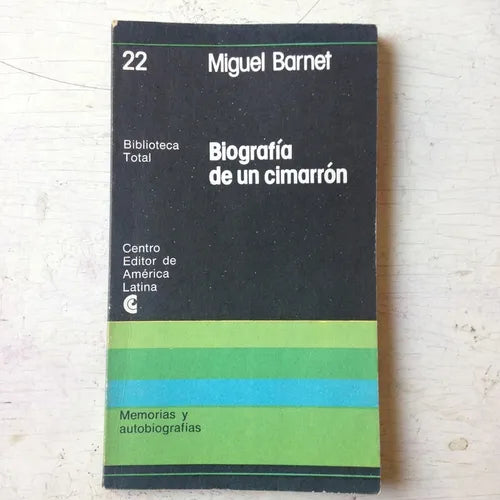 22
Miguel Barnet
Biblioteca
Total
Biografía
de un cimarrón
Centro
Editor de
América
Latina
Memorias y
autobiografías